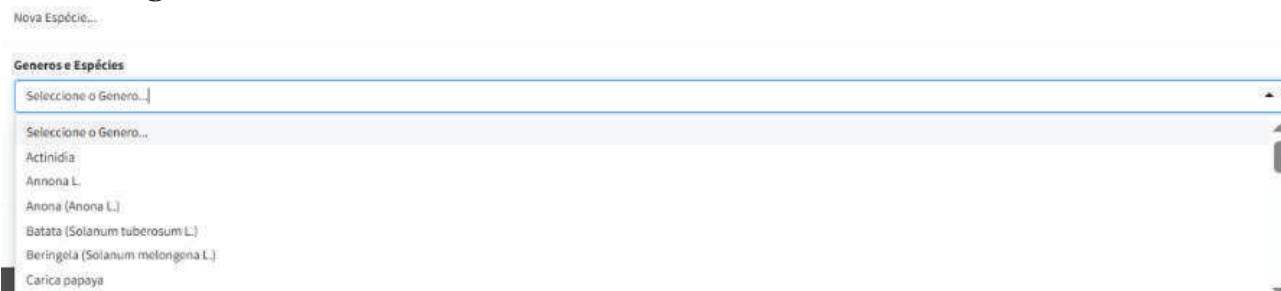 Nova Espécie...
Generos e Espécies
Seleccione o Genero...
Seleccione o Genero...
Actinidia
Annona L.
Anona (Anona L.)
Batata (Solanum tuberosum L.)
Beringela (Solanum melongena L.)
Carica papaya